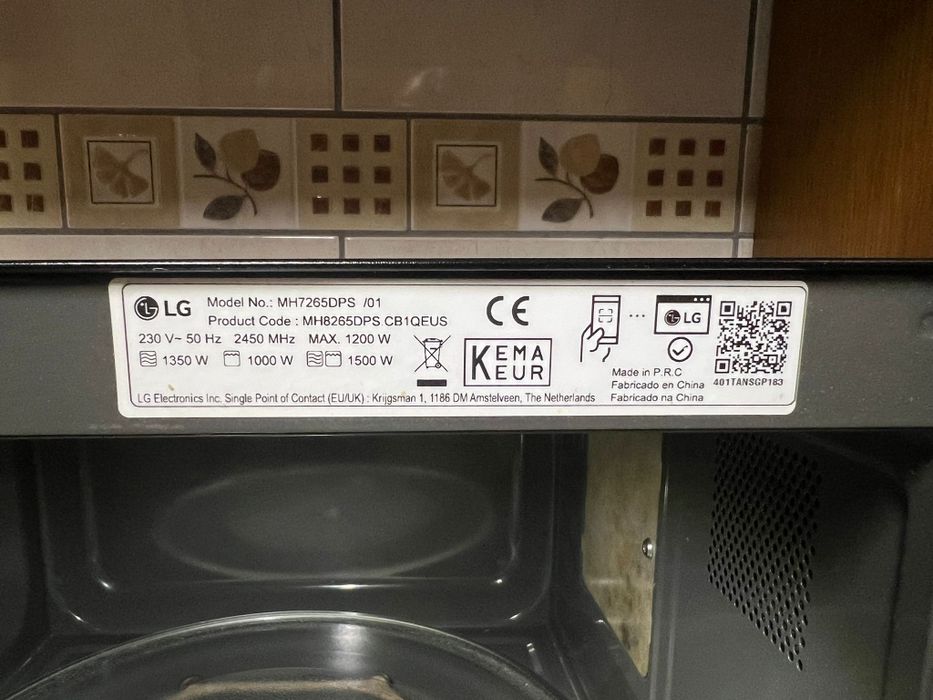 LG
Model No.: MH7265DPS /01
Product Code : MH8265DPS.CB1QEUS
230 V~ 50 Hz 2450 MHz MAX. 1200 W
1350 W 1000 W 1500 W
CE
KEMA
KEUR
LG
Made in P.R.C
Fabricado en China
Fabricado na China
401TANSGP183
LG Electronics Inc. Single Point of Contact (EU/UK) : Krijgsman 1, 1186 DM Amstelveen, The Netherlands